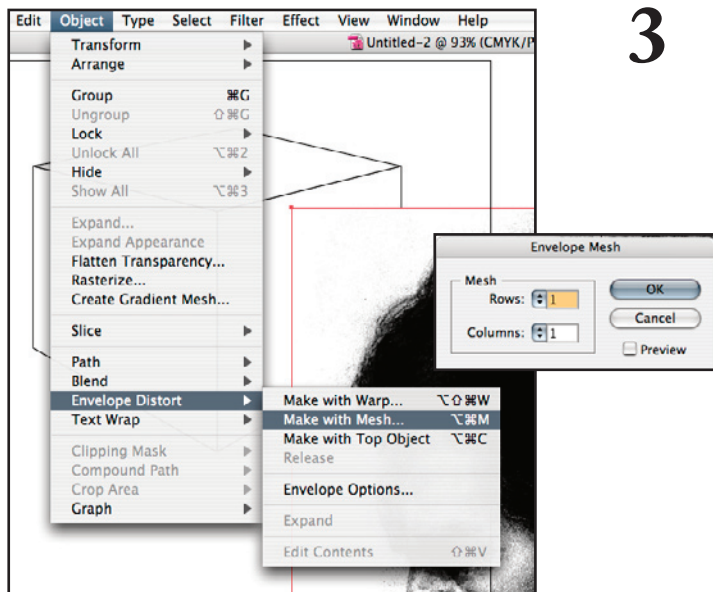 Edit Object Type Select Filter Effect View Window Help
Untitled-2 @ 93% (CMYK/P
3
Transform
Arrange
Group ⌘G
Ungroup ⇧⌘G
Lock
Unlock All ⌥⌘2
Hide
Show All ⌥⌘3
Expand...
Expand Appearance
Flatten Transparency...
Rasterize...
Create Gradient Mesh...
Slice
Path
Blend
Envelope Distort
Text Wrap
Clipping Mask
Compound Path
Crop Area
Graph
Make with Warp... ⌥⇧⌘W
Make with Mesh... ⌥⌘M
Make with Top Object ⌥⌘C
Release
Envelope Options...
Expand
Edit Contents ⇧⌘V
Envelope Mesh
Mesh
Rows: 1
Columns: 1
OK
Cancel
Preview